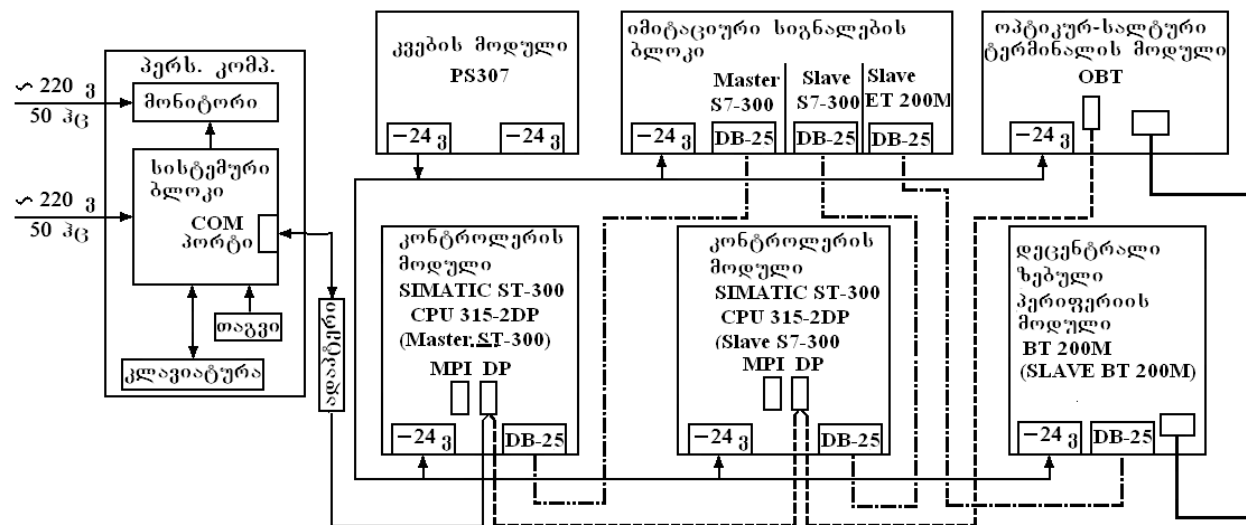 პერს. კომპ.
მონიტორი
∽ 220 ვ
50 ჰც
სისტემური
ბლოკი
COM
პორტი
∽ 220 ვ
50 ჰც
თაგვი
კლავიატურა
ადაპტერი
კვების მოდული
PS307
−24 ვ
−24 ვ
იმიტაციური სიგნალების
ბლოკი
Master
S7-300
Slave
S7-300
Slave
ET 200M
−24 ვ
DB-25
DB-25
DB-25
ოპტიკურ-სალტური
ტერმინალის მოდული
OBT
−24 ვ
კონტროლერის
მოდული
SIMATIC ST-300
CPU 315-2DP
(Master ST-300)
MPI DP
−24 ვ
DB-25
კონტროლერის
მოდული
SIMATIC ST-300
CPU 315-2DP
(Slave S7-300
MPI DP
−24 ვ
DB-25
დეცენტრალი
ზებული
პერიფერიის
მოდული
BT 200M
(SLAVE BT 200M)
−24 ვ
DB-25